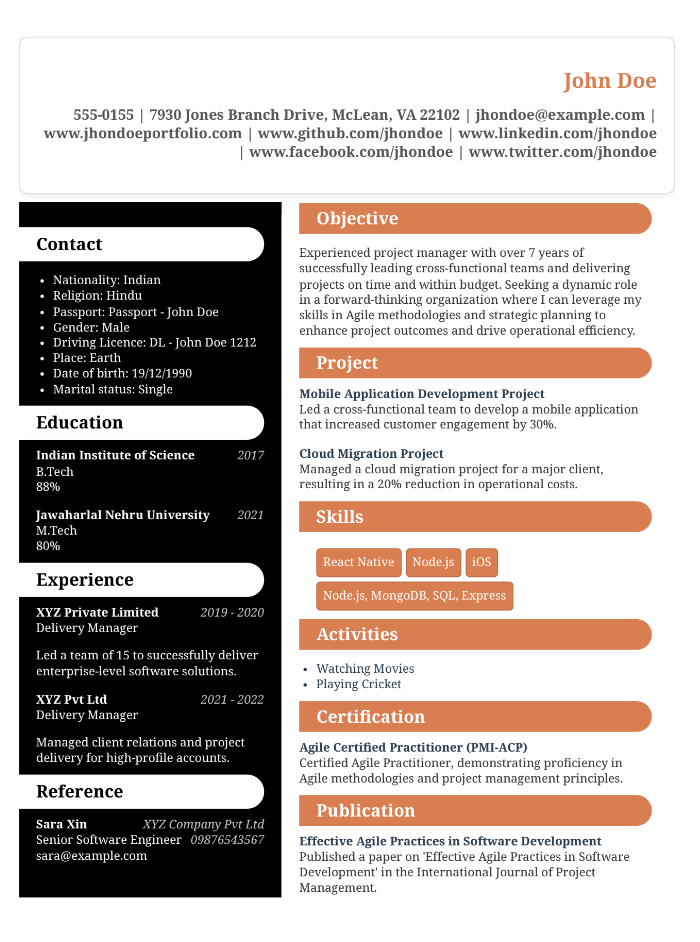 John Doe
555-0155 | 7930 Jones Branch Drive, McLean, VA 22102 | jhondoe@example.com |
www.jhondoeportfolio.com | www.github.com/jhondoe | www.linkedin.com/jhondoe
| www.facebook.com/jhondoe | www.twitter.com/jhondoe
Contact
• Nationality: Indian
• Religion: Hindu
• Passport: Passport - John Doe
• Gender: Male
• Driving Licence: DL - John Doe 1212
• Place: Earth
• Date of birth: 19/12/1990
• Marital status: Single
Education
Indian Institute of Science 2017
B.Tech
88%
Jawaharlal Nehru University 2021
M.Tech
80%
Experience
XYZ Private Limited 2019 - 2020
Delivery Manager
Led a team of 15 to successfully deliver
enterprise-level software solutions.
XYZ Pvt Ltd 2021 - 2022
Delivery Manager
Managed client relations and project
delivery for high-profile accounts.
Reference
Sara Xin XYZ Company Pvt Ltd
Senior Software Engineer 09876543567
sara@example.com
Objective
Experienced project manager with over 7 years of
successfully leading cross-functional teams and delivering
projects on time and within budget. Seeking a dynamic role
in a forward-thinking organization where I can leverage my
skills in Agile methodologies and strategic planning to
enhance project outcomes and drive operational efficiency.
Project
Mobile Application Development Project
Led a cross-functional team to develop a mobile application
that increased customer engagement by 30%.
Cloud Migration Project
Managed a cloud migration project for a major client,
resulting in a 20% reduction in operational costs.
Skills
React Native Node.js iOS
Node.js, MongoDB, SQL, Express
Activities
• Watching Movies
• Playing Cricket
Certification
Agile Certified Practitioner (PMI-ACP)
Certified Agile Practitioner, demonstrating proficiency in
Agile methodologies and project management principles.
Publication
Effective Agile Practices in Software Development
Published a paper on 'Effective Agile Practices in Software
Development' in the International Journal of Project
Management.